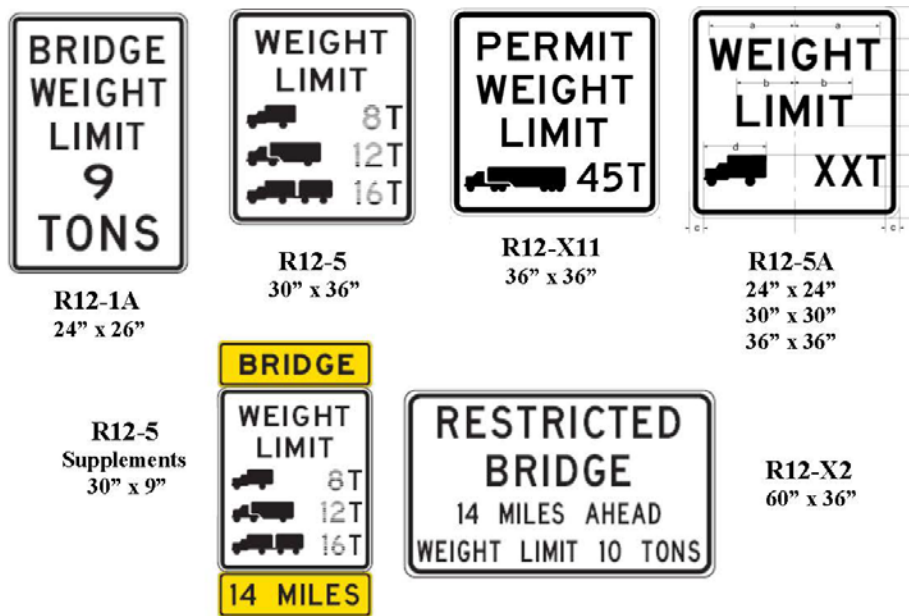 BRIDGE
WEIGHT
LIMIT
9
TONS
R12-1A
24” x 26”
WEIGHT
LIMIT
8T
12T
16T
R12-5
30” x 36”
PERMIT
WEIGHT
LIMIT
45T
R12-X11
36” x 36”
a a
WEIGHT
b b
LIMIT
d
XXT
c c
R12-5A
24” x 24”
30” x 30”
36” x 36”
R12-5
Supplements
30” x 9”
BRIDGE
WEIGHT
LIMIT
8T
12T
16T
14 MILES
RESTRICTED
BRIDGE
14 MILES AHEAD
WEIGHT LIMIT 10 TONS
R12-X2
60” x 36”